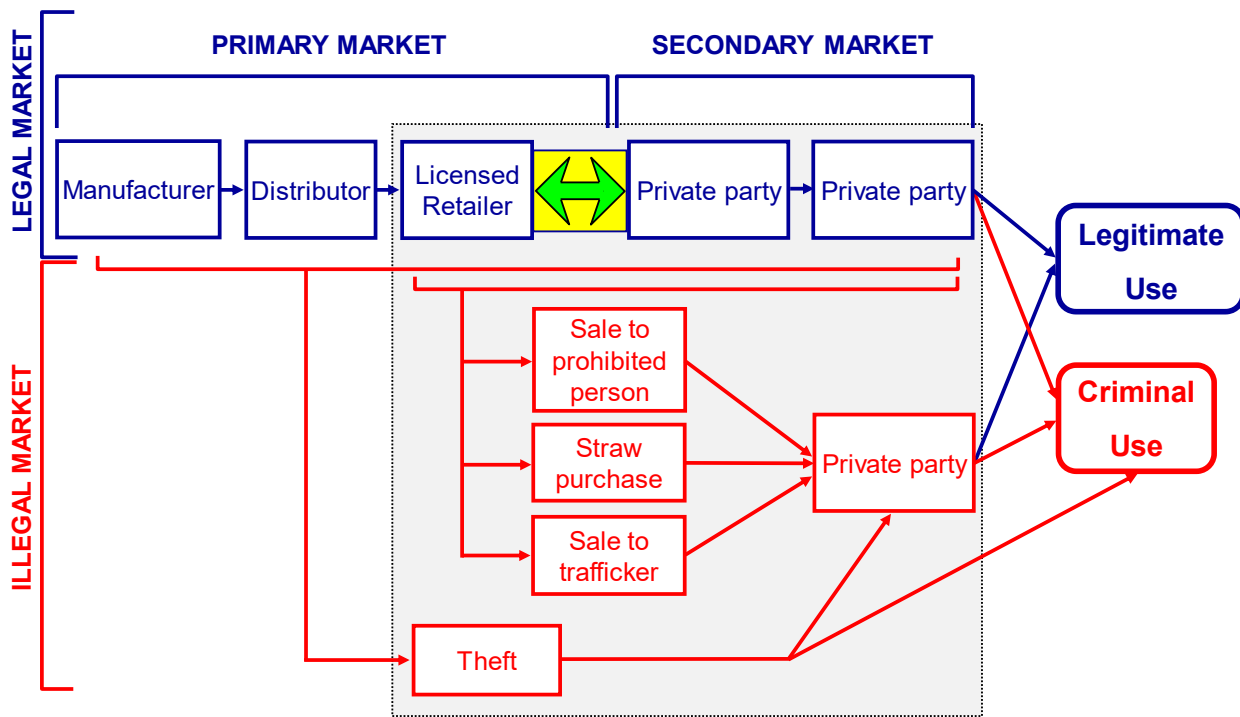 PRIMARY MARKET
SECONDARY MARKET
LEGAL MARKET
Manufacturer
Distributor
Licensed
Retailer
Private party
Private party
Legitimate
Use
ILLEGAL MARKET
Sale to
prohibited
person
Straw
purchase
Sale to
trafficker
Private party
Criminal
Use
Theft